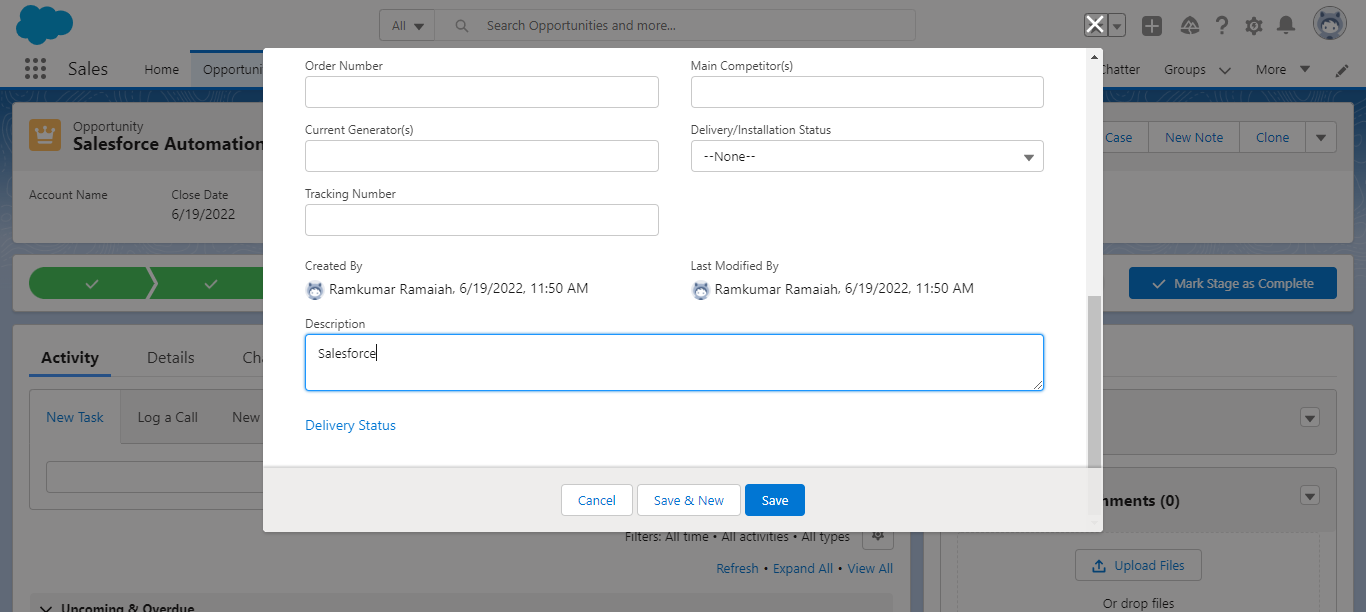 All
Search Opportunities and more...
Sales
Home
Opportuni
Chatter
Groups
More
Opportunity
Salesforce Automation
Case
New Note
Clone
Account Name
Close Date
6/19/2022
Mark Stage as Complete
Activity
Details
Cha
New Task
Log a Call
New
Order Number
Main Competitor(s)
Current Generator(s)
Delivery/Installation Status
--None--
Tracking Number
Created By
Last Modified By
Ramkumar Ramaiah, 6/19/2022, 11:50 AM
Ramkumar Ramaiah, 6/19/2022, 11:50 AM
Description
Salesforce
Delivery Status
Cancel
Save & New
Save
Filters: All time • All activities • All types
Refresh • Expand All • View All
Upcoming & Overdue
hments (0)
Upload Files
Or drop files